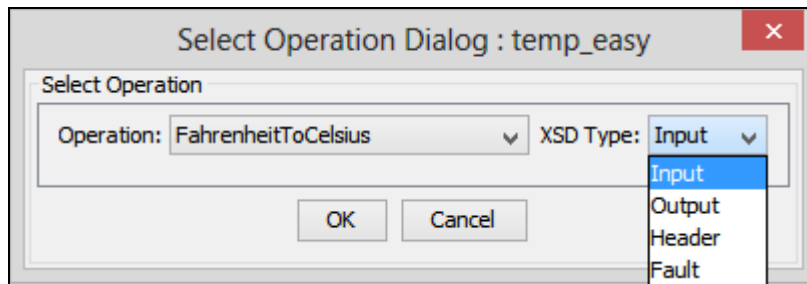 Select Operation Dialog : temp_easy
×
Select Operation
Operation: FahrenheitToCelsius XSD Type: Input
Input
Output
Header
Fault
OK Cancel